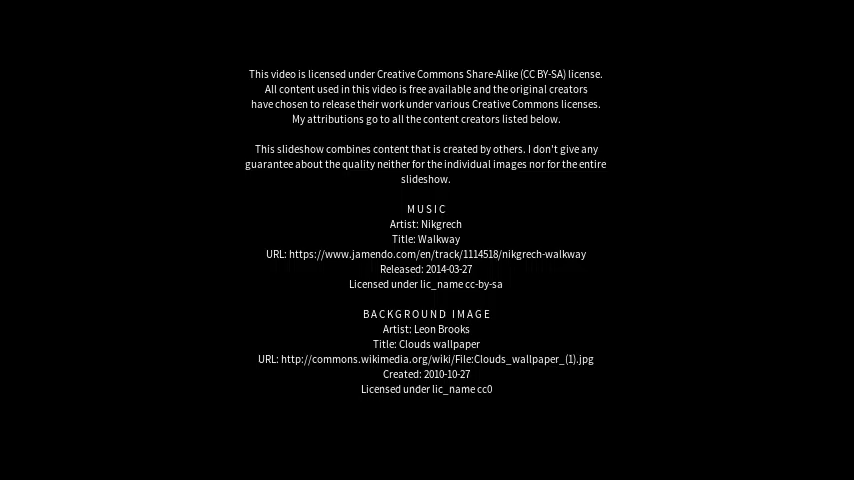 This video is licensed under Creative Commons Share-Alike (CC BY-SA) license.
All content used in this video is free available and the original creators
have chosen to release their work under various Creative Commons licenses.
My attributions go to all the content creators listed below.
This slideshow combines content that is created by others. I don't give any
guarantee about the quality neither for the individual images nor for the entire
slideshow.
MUSIC
Artist: Nikgrech
Title: Walkway
URL: https://www.jamendo.com/en/track/1114518/nikgrech-walkway
Released: 2014-03-27
Licensed under lic_name cc-by-sa
BACKGROUND IMAGE
Artist: Leon Brooks
Title: Clouds wallpaper
URL: http://commons.wikimedia.org/wiki/File:Clouds_wallpaper_(1).jpg
Created: 2010-10-27
Licensed under lic_name cc0